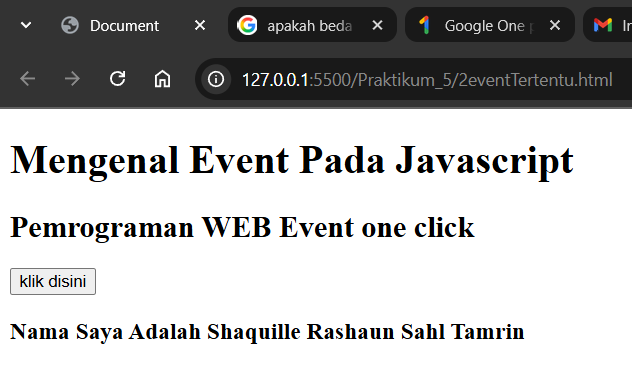 Document
apakah beda
Google One
127.0.0.1:5500/Praktikum_5/2eventTertentu.html
Mengenal Event Pada Javascript
Pemrograman WEB Event one click
klik disini
Nama Saya Adalah Shaquille Rashaun Sahl Tamrin